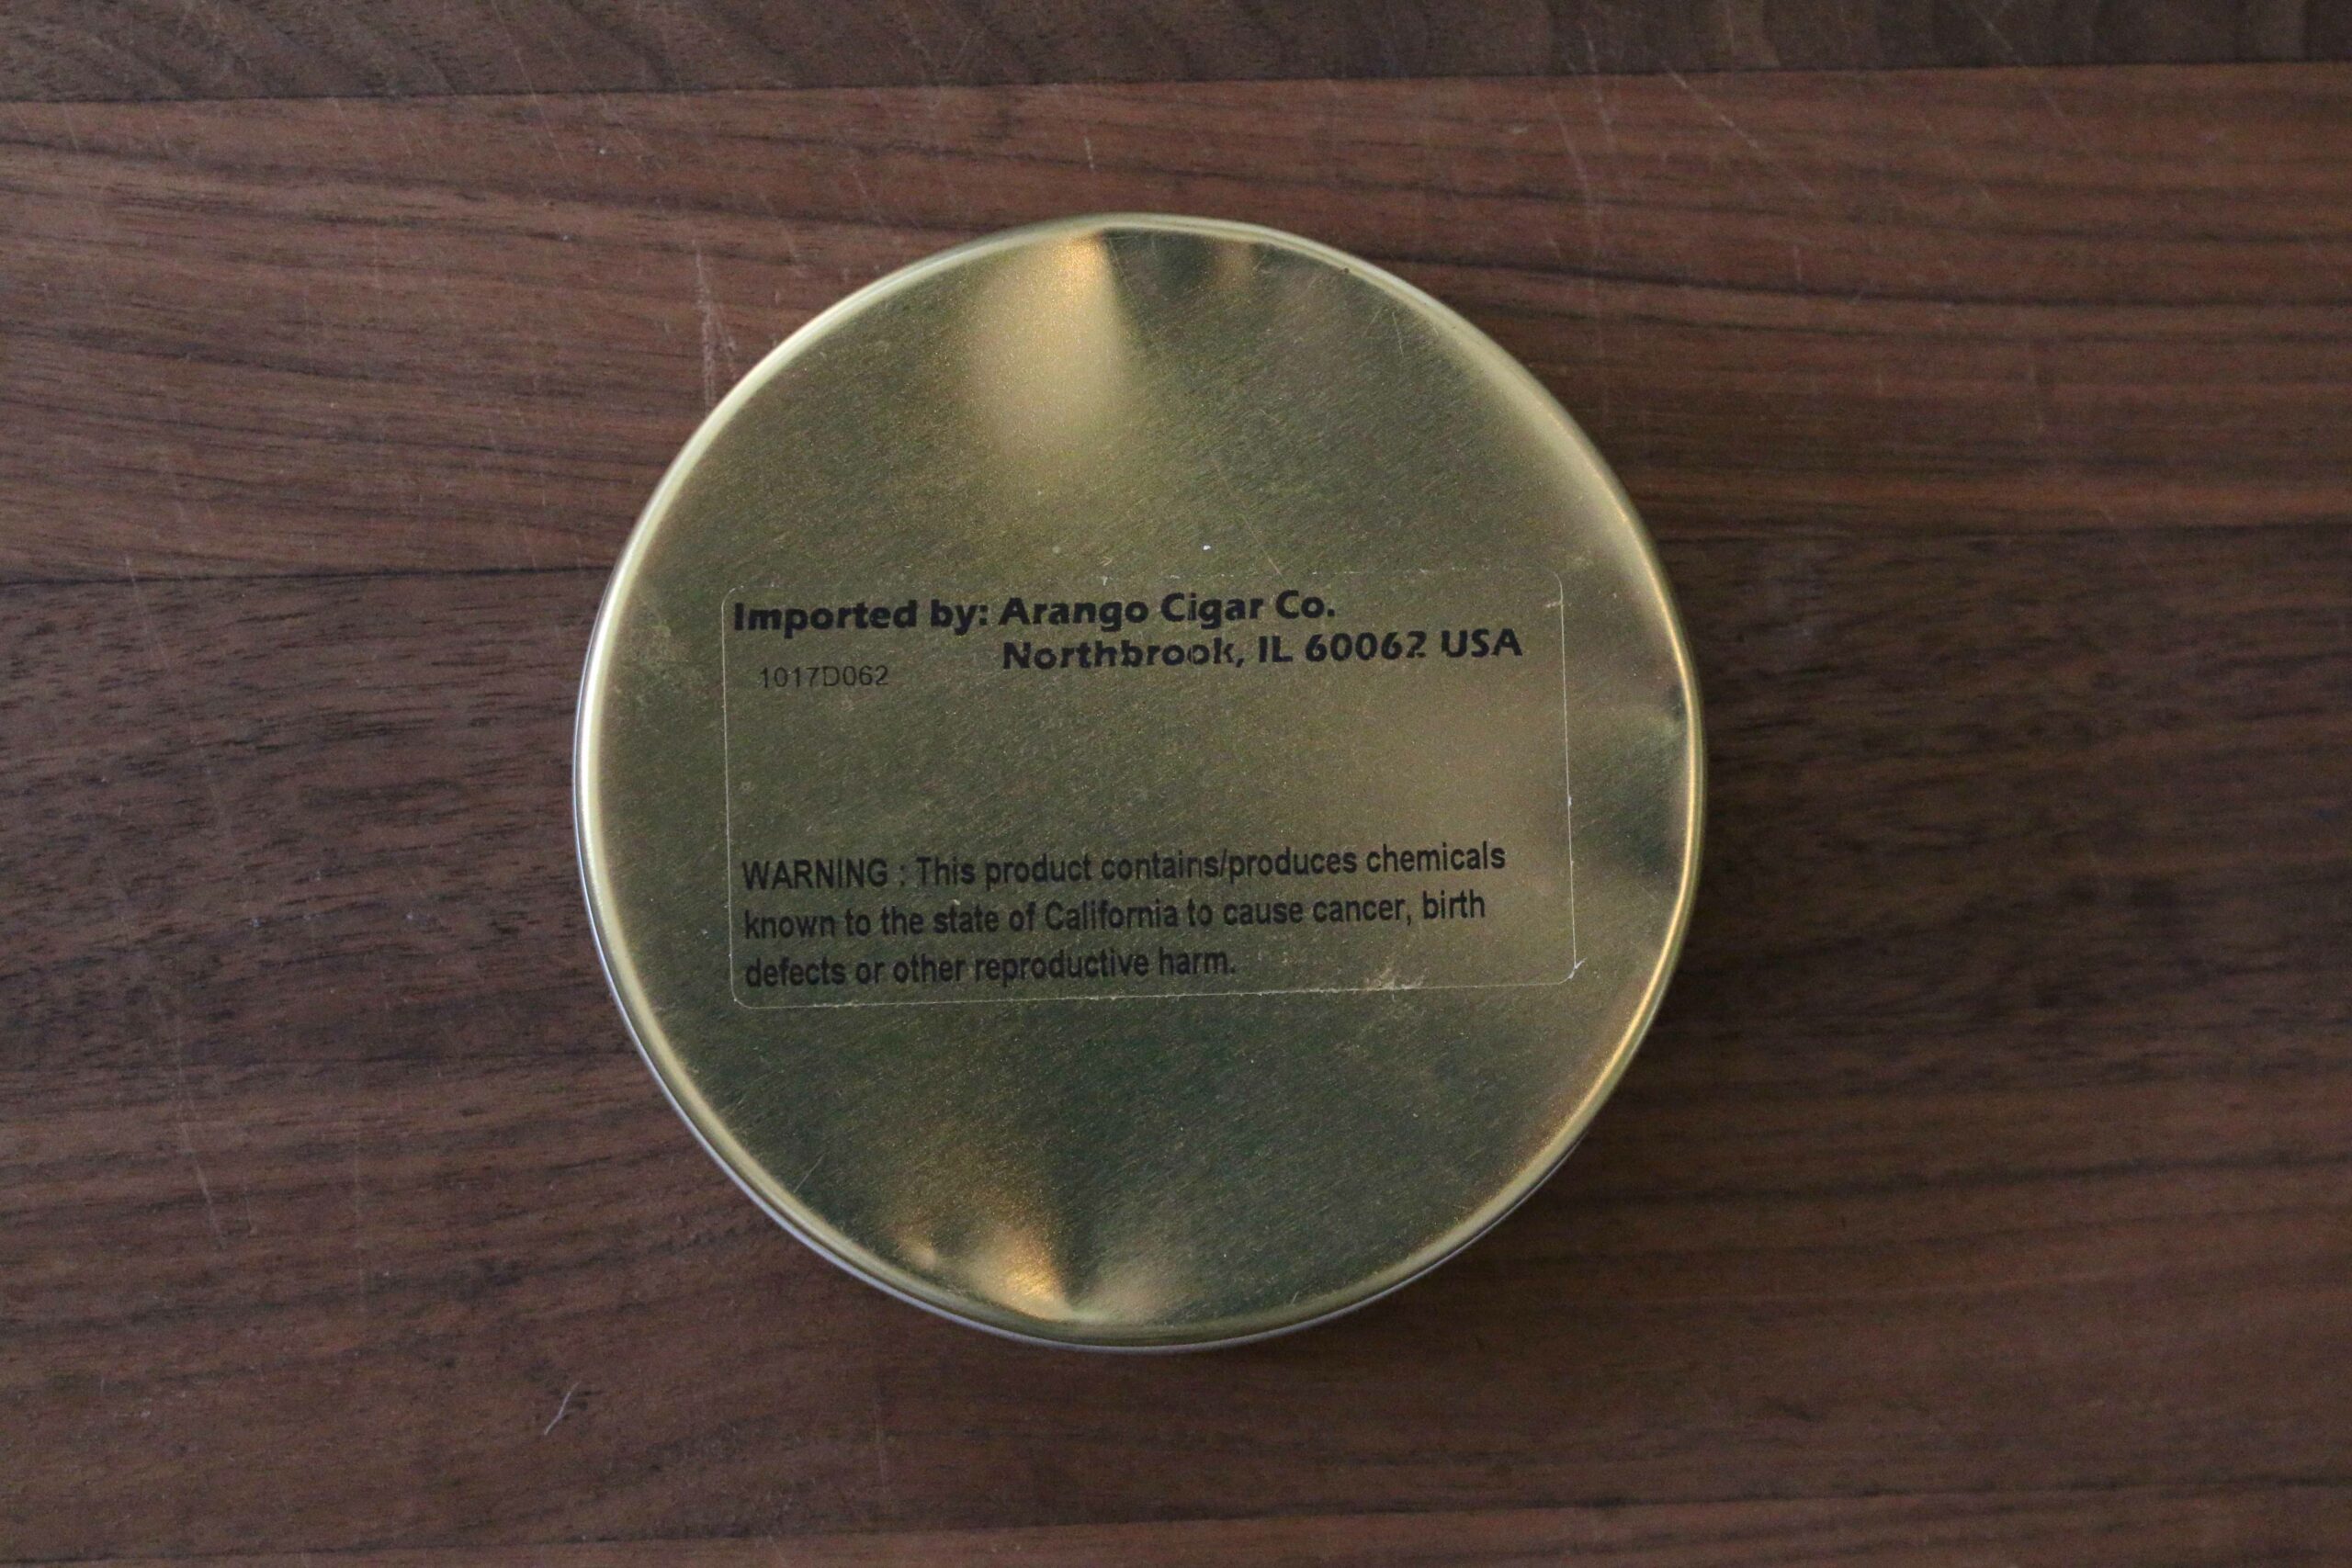 Imported by: Arango Cigar Co.
Northbrook, IL 60062 USA
1017D062
WARNING : This product contains/produces chemicals
known to the state of California to cause cancer, birth
defects or other reproductive harm.